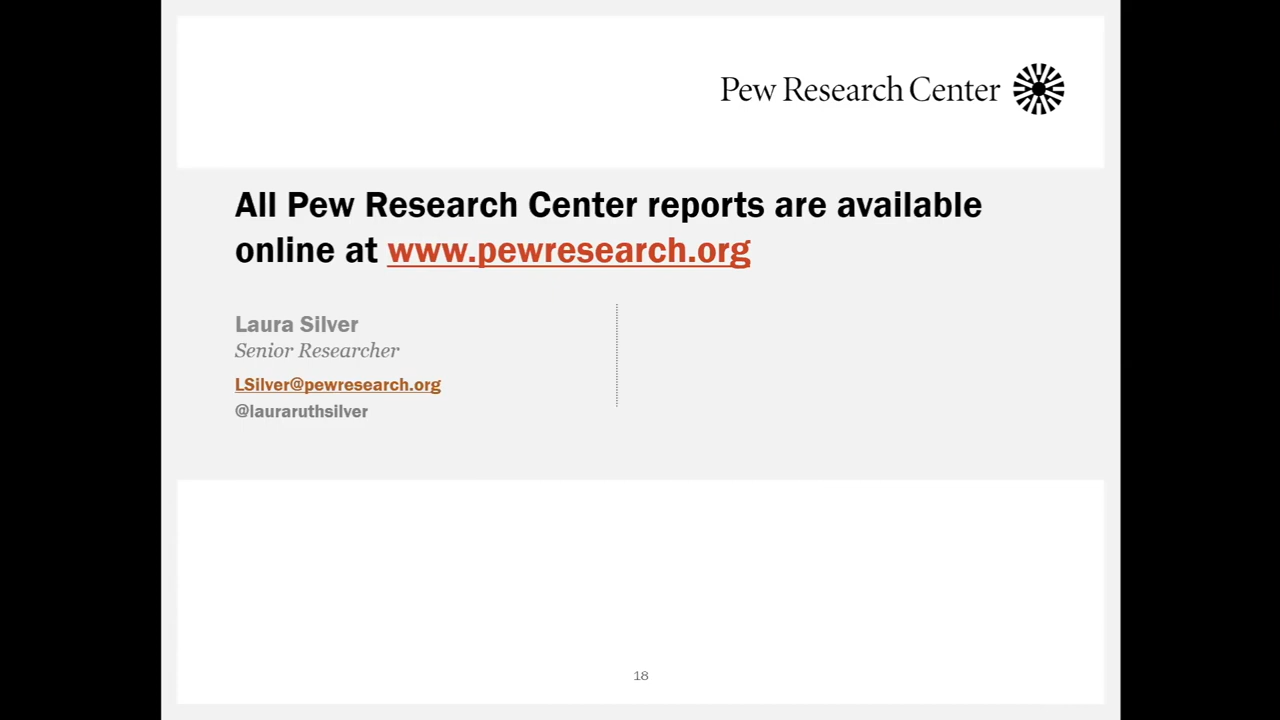 Pew Research Center
All Pew Research Center reports are available
online at www.pewresearch.org
Laura Silver
Senior Researcher
LSilver@pewresearch.org
@lauraruthsilver
18